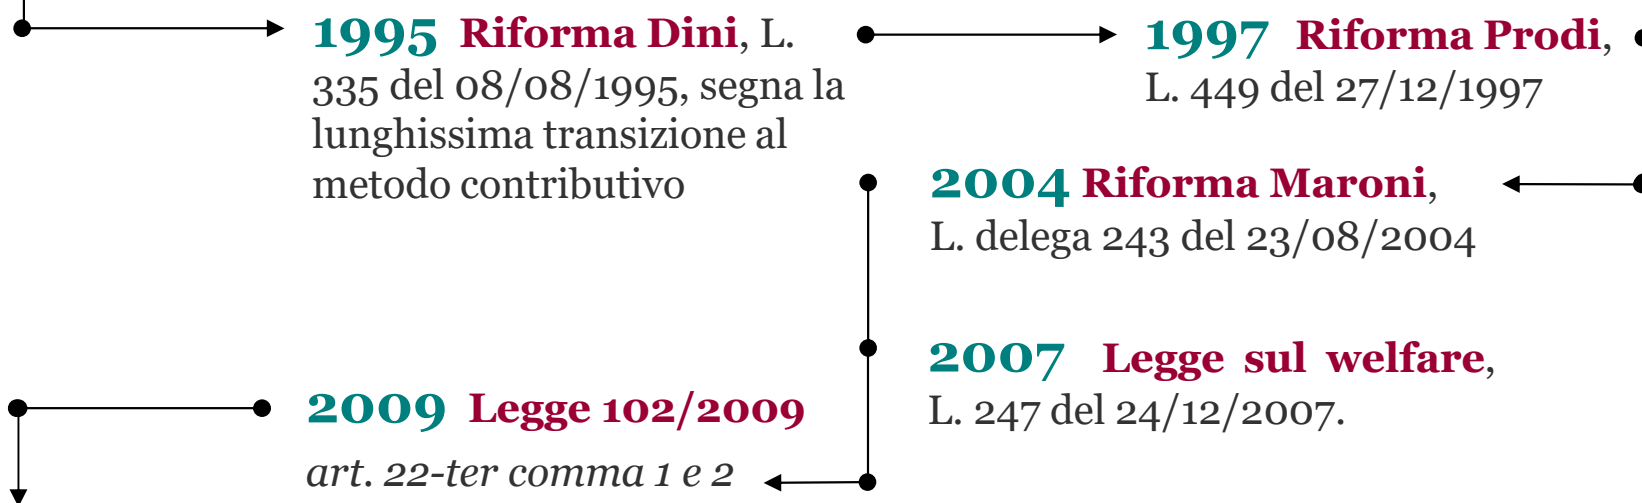 1995 Riforma Dini, L.
335 del 08/08/1995, segna la
lunghissima transizione al
metodo contributivo
1997 Riforma Prodi,
L. 449 del 27/12/1997
2004 Riforma Maroni,
L. delega 243 del 23/08/2004
2007 Legge sul welfare,
L. 247 del 24/12/2007.
2009 Legge 102/2009
art. 22-ter comma 1 e 2